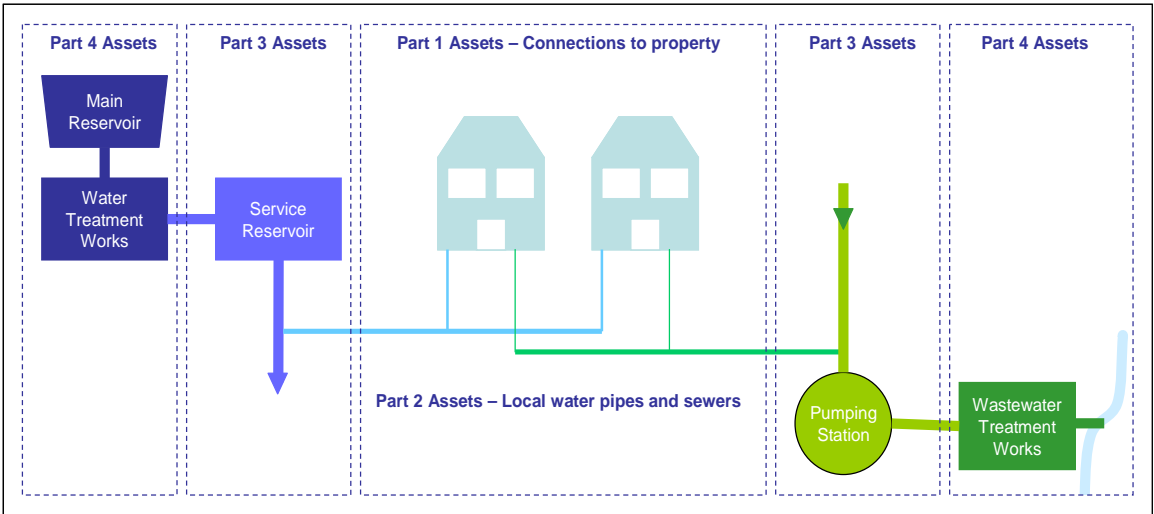 Part 4 Assets
Part 3 Assets
Part 1 Assets – Connections to property
Part 3 Assets
Part 4 Assets
Main
Reservoir
Water
Treatment
Works
Service
Reservoir
Part 2 Assets – Local water pipes and sewers
Pumping
Station
Wastewater
Treatment
Works